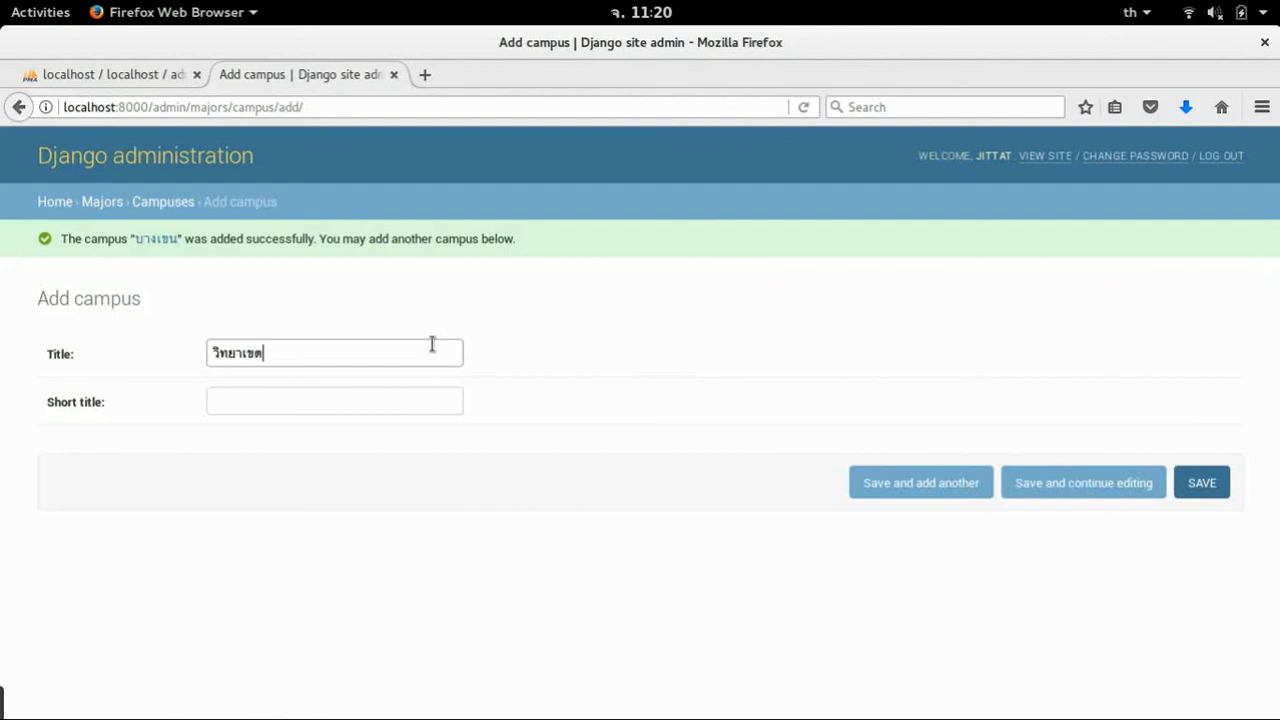 Activities Firefox Web Browser จ. 11:20 th
Add campus | Django site admin - Mozilla Firefox
localhost / localhost / ad Add campus | Django site adm
localhost:8000/admin/majors/campus/add/ Search
Django administration WELCOME, JITTAT. VIEW SITE / CHANGE PASSWORD / LOG OUT
Home › Majors › Campuses › Add campus
The campus "บางเขน" was added successfully. You may add another campus below.
Add campus
Title: วิทยาเขต
Short title:
Save and add another Save and continue editing SAVE